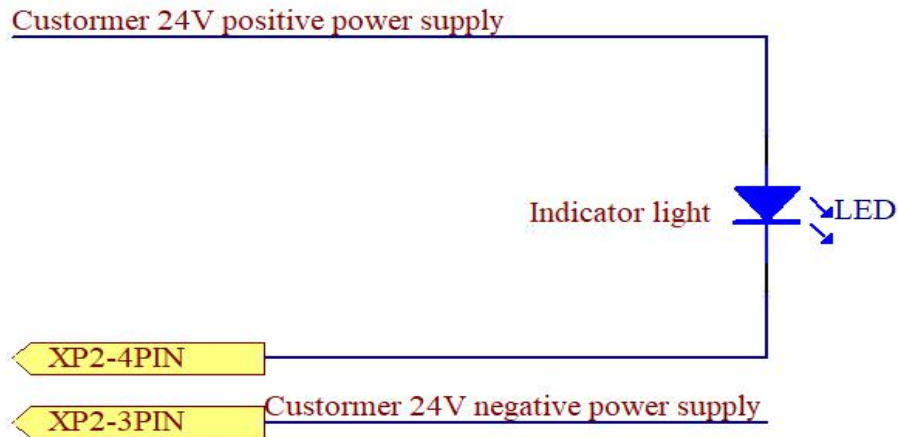 Custormer 24V positive power supply
Indicator light
LED
XP2-4PIN
XP2-3PIN
Custormer 24V negative power supply